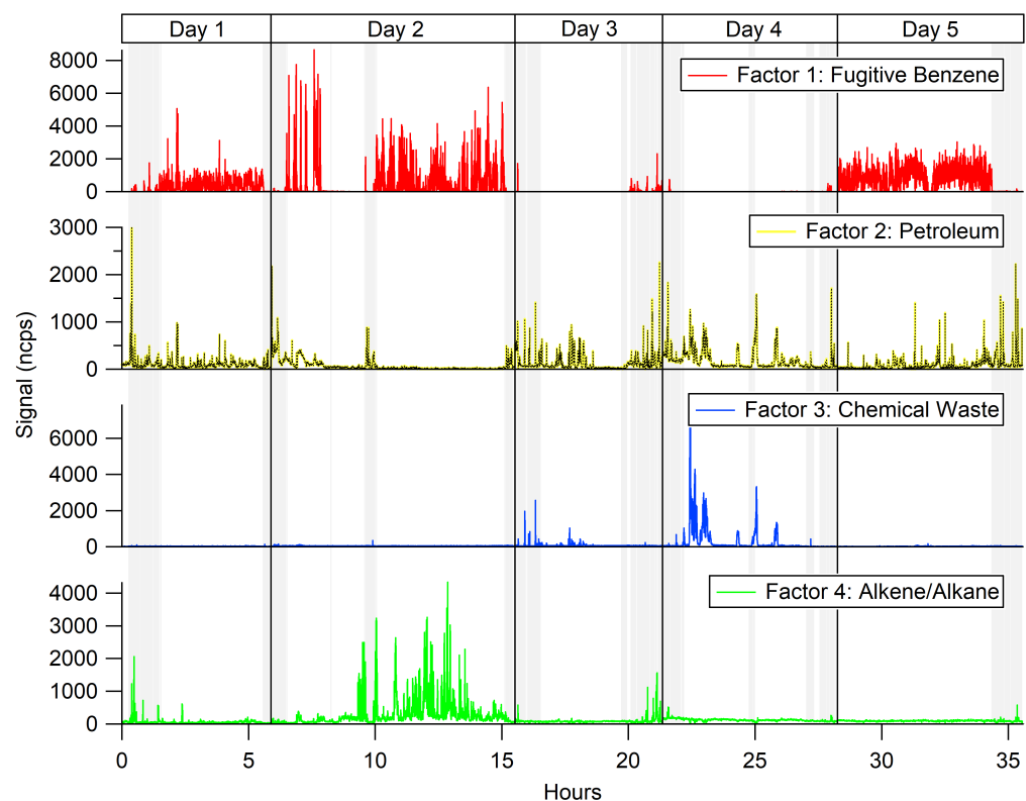 Day 1 Day 2 Day 3 Day 4 Day 5
8000
6000
4000
2000
0
Factor 1: Fugitive Benzene
3000
2000
1000
0
Factor 2: Petroleum
Signal (ncps)
6000
4000
2000
0
Factor 3: Chemical Waste
4000
3000
2000
1000
0
Factor 4: Alkene/Alkane
0 5 10 15 20 25 30 35
Hours